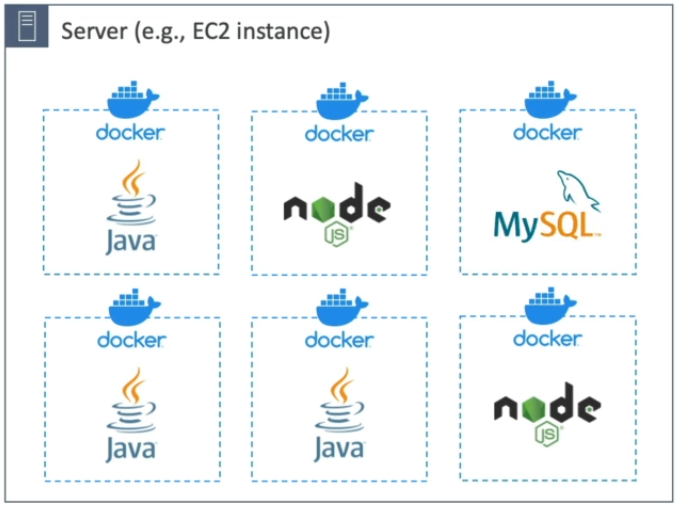 Server (e.g., EC2 instance)
docker
docker
docker
Java
node
JS
MySQL
docker
docker
docker
Java
Java
node
JS